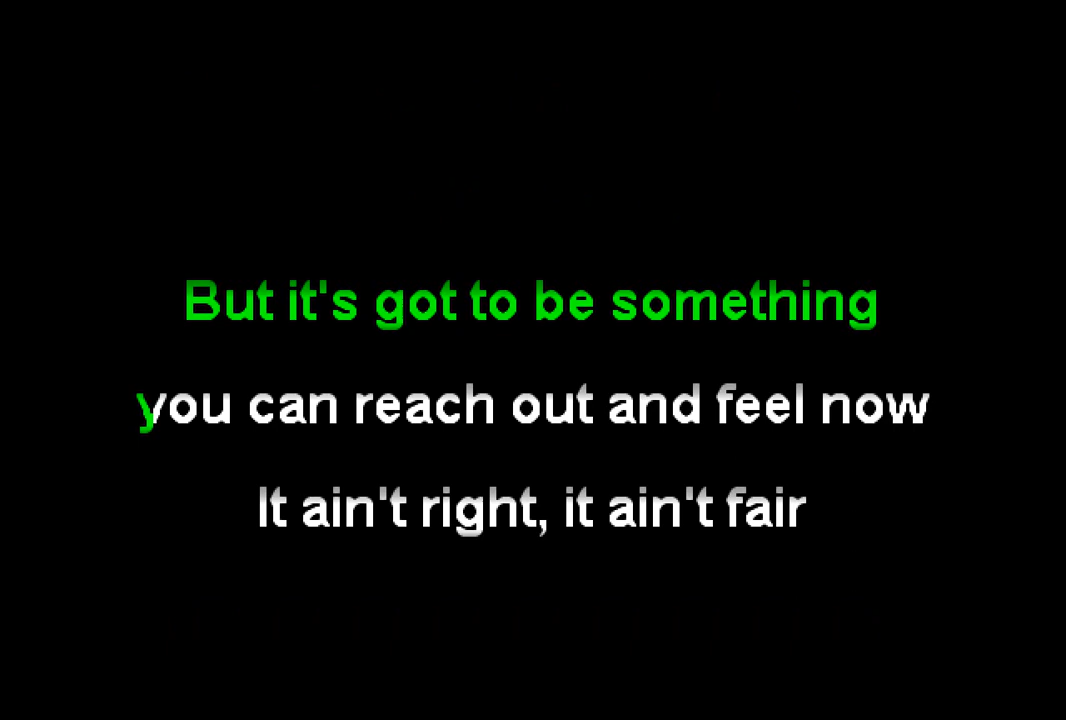 But it's got to be something
you can reach out and feel now
It ain't right, it ain't fair